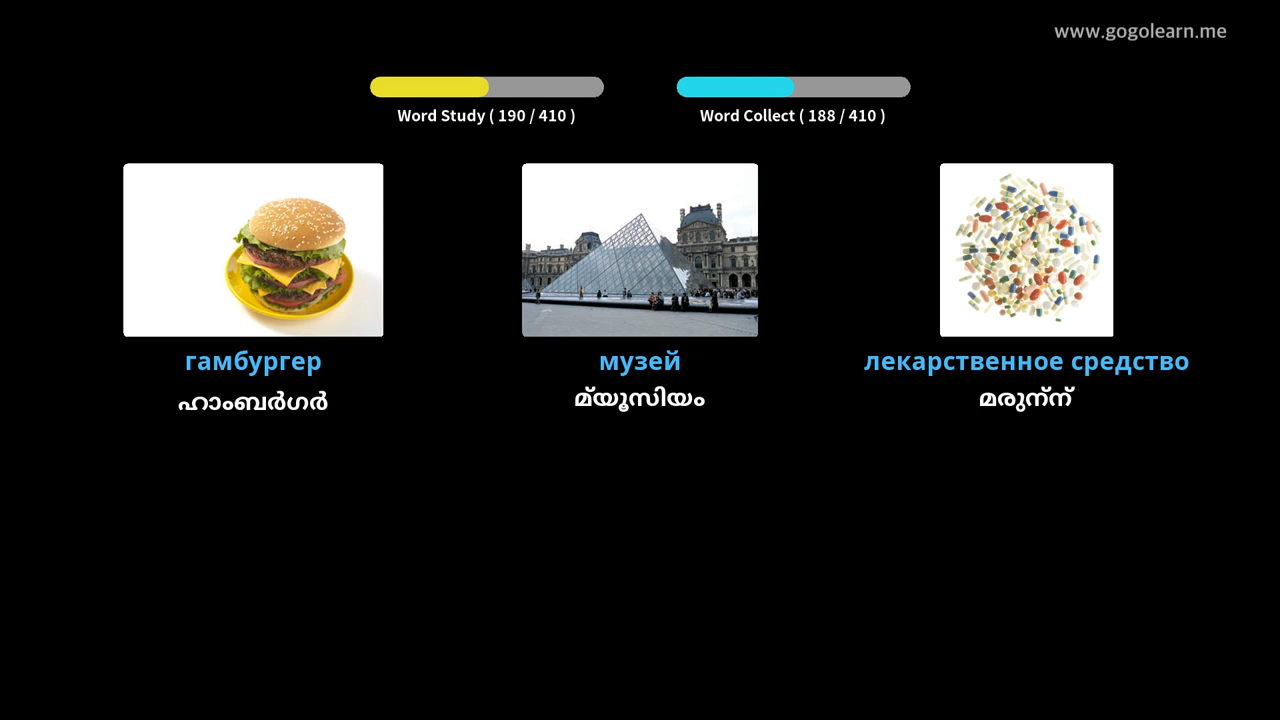 www.gogolearn.me
Word Study ( 190 / 410 )
Word Collect ( 188 / 410 )
гамбургер
музей
лекарственное средство
ഹാംബർഗർ
മ്യൂസിയം
മരുന്ന്